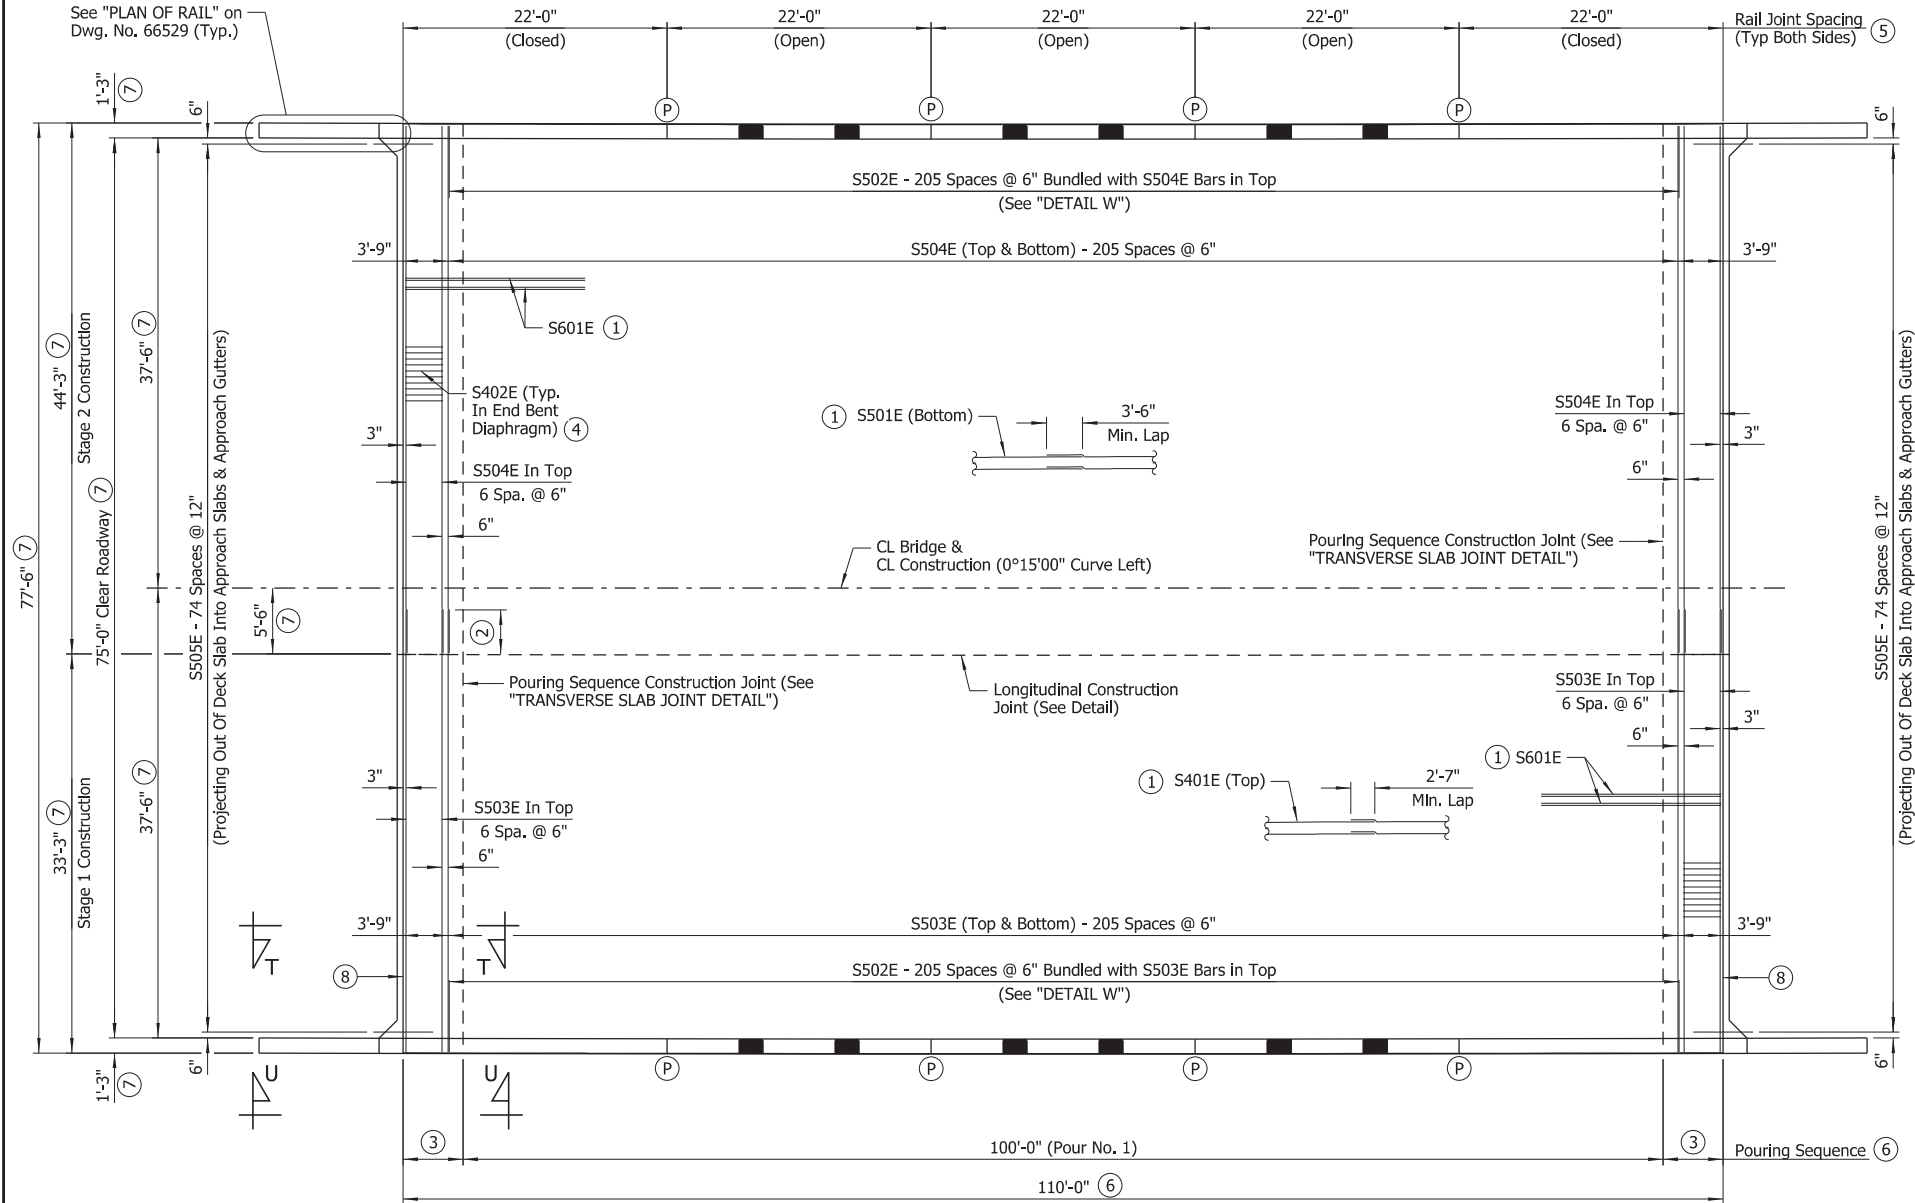 See "PLAN OF RAIL" on
Dwg. No. 66529 (Typ.)
22'-0"
(Closed)
22'-0"
(Open)
22'-0"
(Open)
22'-0"
(Open)
22'-0"
(Closed)
Rail Joint Spacing
(Typ Both Sides) 5
P
P
P
P
1'-3" 7
6"
6"
77'-6" 7
44'-3" 7
Stage 2 Construction
33'-3" 7
Stage 1 Construction
75'-0" Clear Roadway 7
37'-6" 7
37'-6" 7
S505E - 74 Spaces @ 12"
(Projecting Out Of Deck Slab Into Approach Slabs & Approach Gutters)
5'-6" 7
S502E - 205 Spaces @ 6" Bundled with S504E Bars in Top
(See "DETAIL W")
3'-9"
S504E (Top & Bottom) - 205 Spaces @ 6"
3'-9"
S601E 1
S402E (Typ.
In End Bent
Diaphragm) 4
3"
S504E In Top
6 Spa. @ 6"
6"
1 S501E (Bottom)
3'-6"
Min. Lap
S504E In Top
6 Spa. @ 6"
3"
6"
CL Bridge &
CL Construction (0°15'00" Curve Left)
Pouring Sequence Construction Joint (See
"TRANSVERSE SLAB JOINT DETAIL")
2
Pouring Sequence Construction Joint (See
"TRANSVERSE SLAB JOINT DETAIL")
Longitudinal Construction
Joint (See Detail)
S503E In Top
6 Spa. @ 6"
3"
6"
3"
S503E In Top
6 Spa. @ 6"
6"
1 S401E (Top)
2'-7"
Min. Lap
1 S601E
S505E - 74 Spaces @ 12"
(Projecting Out Of Deck Slab Into Approach Slabs & Approach Gutters)
3'-9"
S503E (Top & Bottom) - 205 Spaces @ 6"
3'-9"
T
T
8
S502E - 205 Spaces @ 6" Bundled with S503E Bars in Top
(See "DETAIL W")
8
1'-3" 7
6"
U
U
P
P
P
P
6"
3
100'-0" (Pour No. 1)
3
Pouring Sequence 6
110'-0" 6